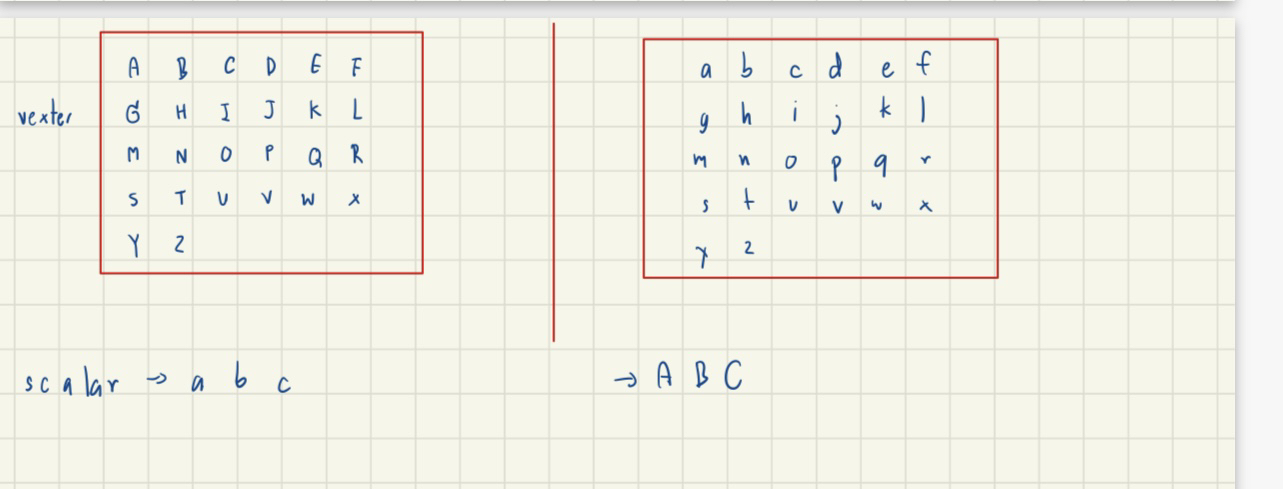 A B C D E F
vexter G H I J K L
M N O P Q R
S T U V W X
Y Z
a b c d e f
g h i j k l
m n o p q r
s t u v w x
y z
scalar → a b c
→ A B C